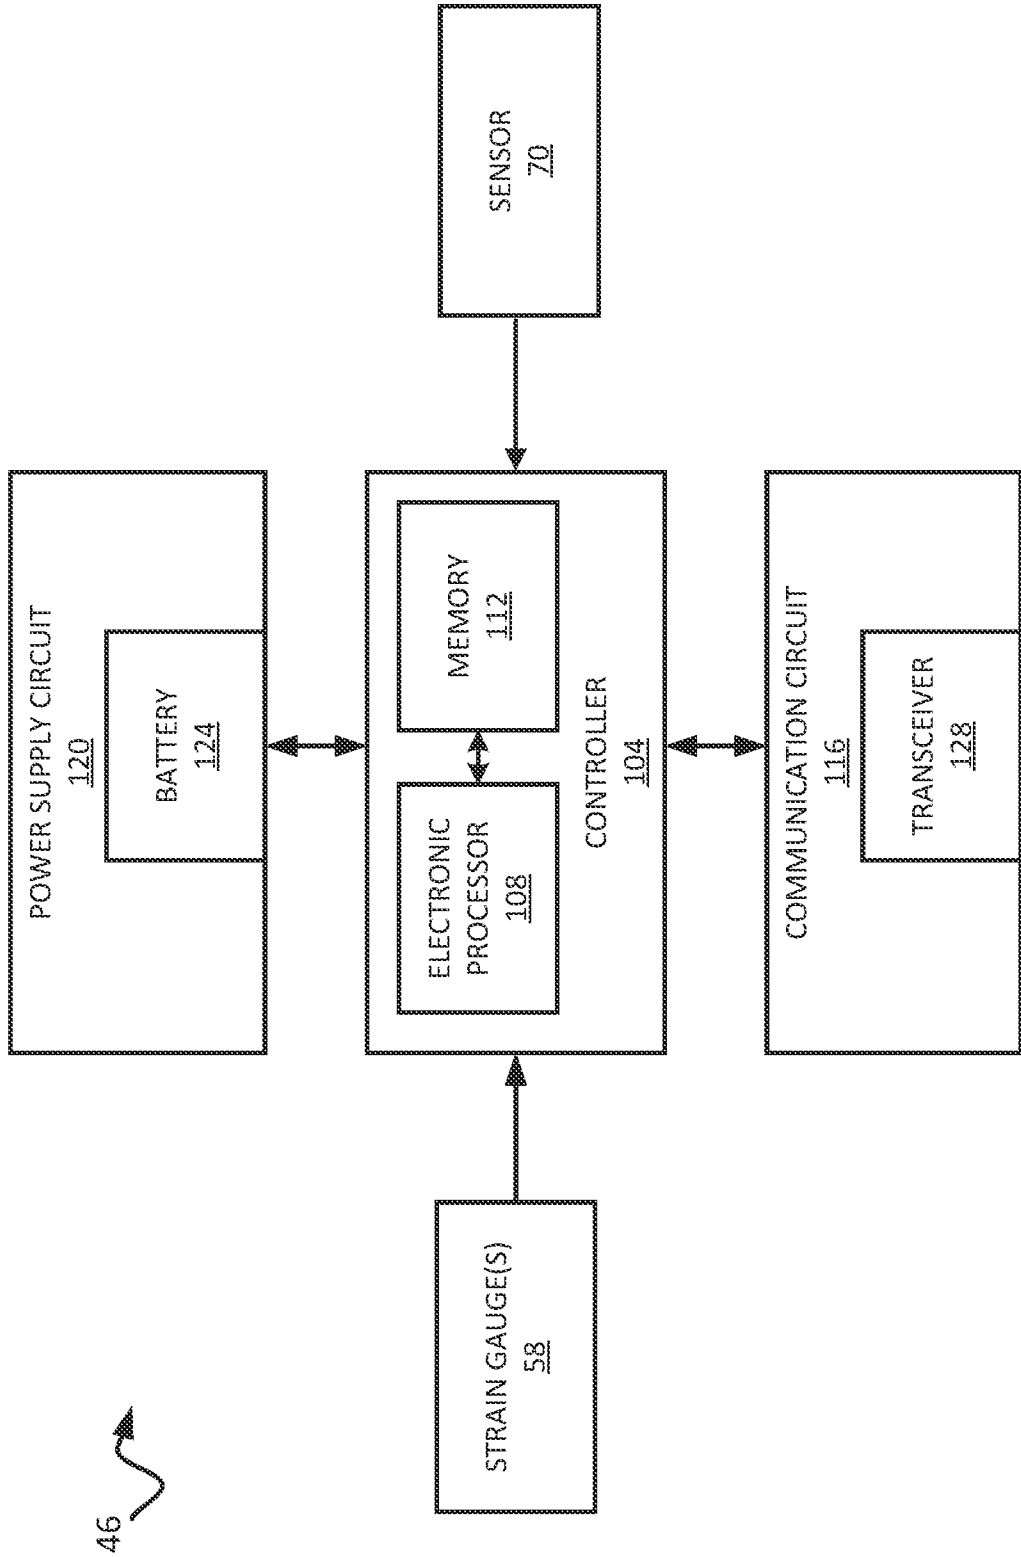 46
POWER SUPPLY CIRCUIT
120
BATTERY
124
STRAIN GAUGE(S)
58
ELECTRONIC
PROCESSOR
108
MEMORY
112
CONTROLLER
104
SENSOR
70
COMMUNICATION CIRCUIT
116
TRANSCEIVER
128